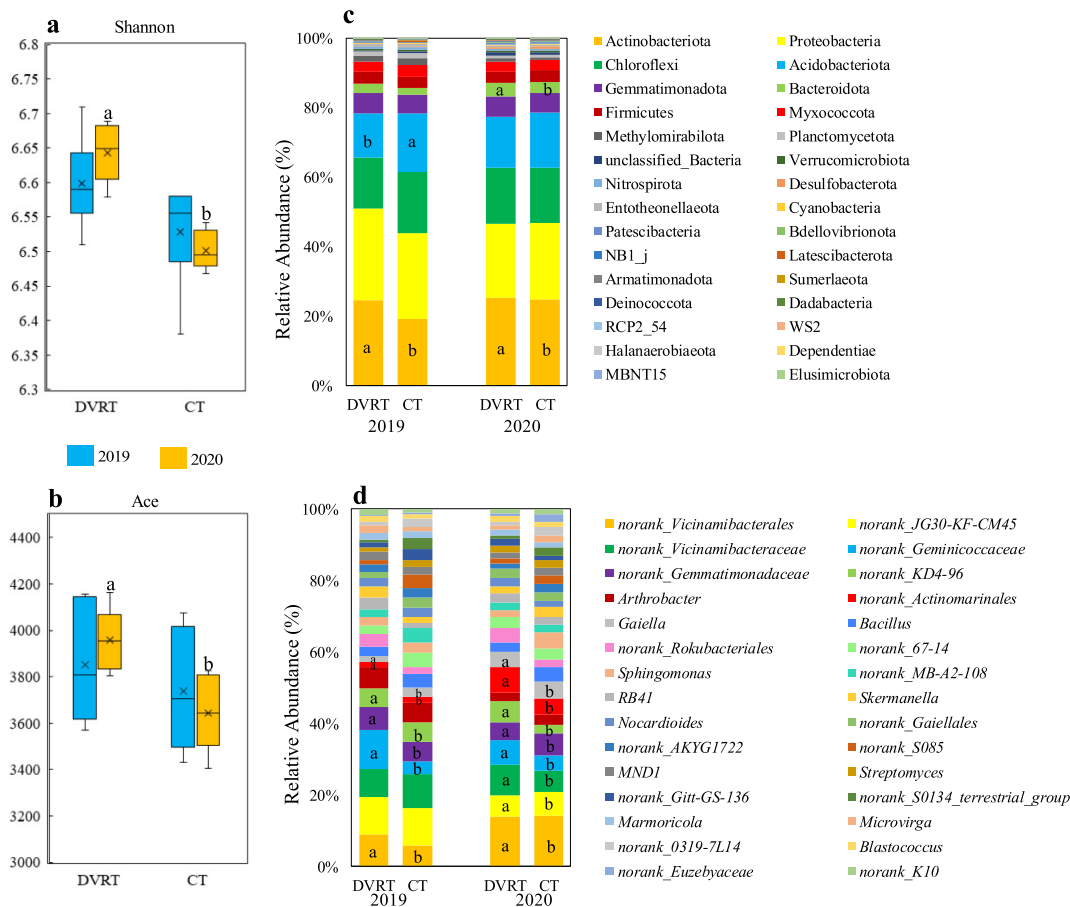 a
Shannon
6.8
6.75
6.7
6.65
6.6
6.55
6.5
6.45
6.4
6.35
6.3
a
b
DVRT CT
2019 2020
b
Ace
4400
4200
4000
3800
3600
3400
3200
3000
a
b
DVRT CT
c
Relative Abundance (%)
100%
80%
60%
40%
20%
0%
a b
b a
a b
a b
DVRT CT DVRT CT
2019 2020
Actinobacteriota Proteobacteria
Chloroflexi Acidobacteriota
Gemmatimonadota Bacteroidota
Firmicutes Myxococcota
Methylomirabilota Planctomycetota
unclassified_Bacteria Verrucomicrobiota
Nitrospirota Desulfobacterota
Entotheonellaeota Cyanobacteria
Patescibacteria Bdellovibrionota
NB1_j Latescibacterota
Armatimonadota Sumerlaeota
Deinococcota Dadabacteria
RCP2_54 WS2
Halanaerobiaeota Dependentiae
MBNT15 Elusimicrobiota
d
Relative Abundance (%)
100%
80%
60%
40%
20%
0%
a b a b
a b
a b
a b a b
a b a b
a b a b
a b a b
a b a b
DVRT CT DVRT CT
2019 2020
norank_Vicinamibacterales norank_JG30-KF-CM45
norank_Vicinamibacteraceae norank_Geminicoccaceae
norank_Gemmatimonadaceae norank_KD4-96
Arthrobacter norank_Actinomarinales
Gaiella Bacillus
norank_Rokubacteriales norank_67-14
Sphingomonas norank_MB-A2-108
RB41 Skermanella
Nocardioides norank_Gaiellales
norank_AKYG1722 norank_S085
MND1 Streptomyces
norank_Gitt-GS-136 norank_S0134_terrestrial_group
Marmoricola Microvirga
norank_0319-7L14 Blastococcus
norank_Euzebyaceae norank_K10